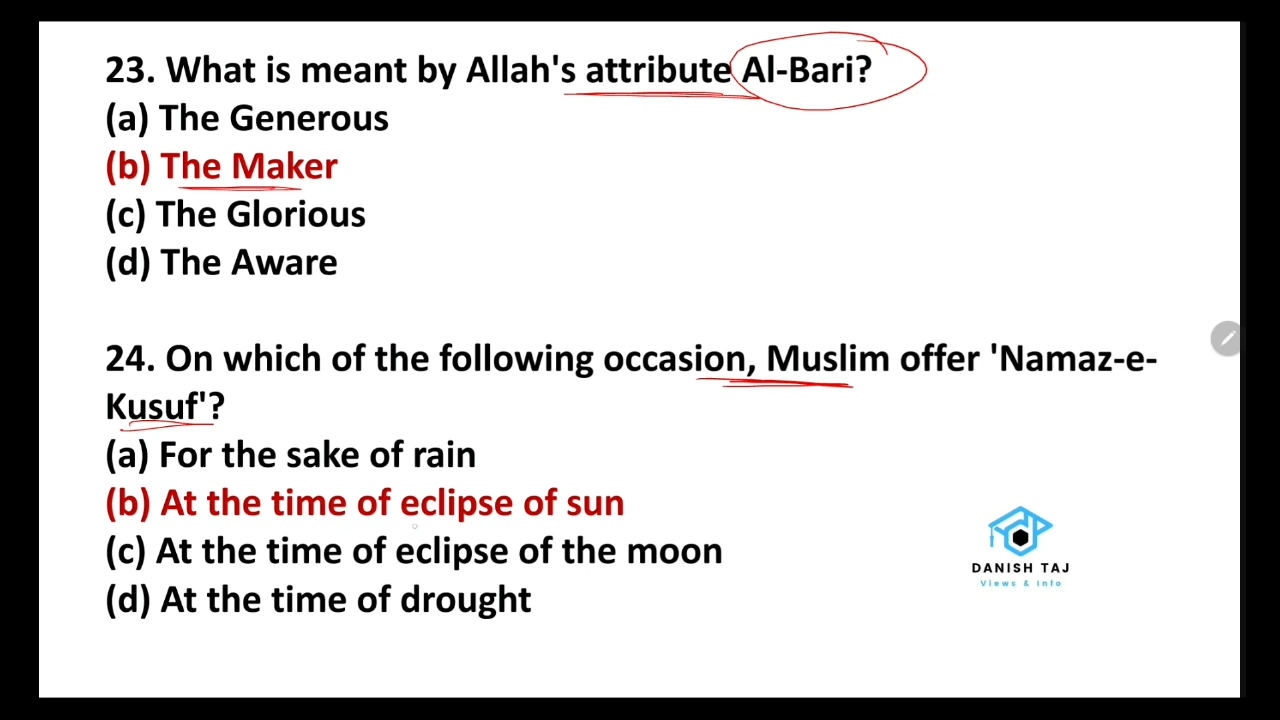 23. What is meant by Allah's attribute Al-Bari?
(a) The Generous
(b) The Maker
(c) The Glorious
(d) The Aware
24. On which of the following occasion, Muslim offer 'Namaz-e-
Kusuf'?
(a) For the sake of rain
(b) At the time of eclipse of sun
(c) At the time of eclipse of the moon
(d) At the time of drought
DANISH TAJ
Views & Info